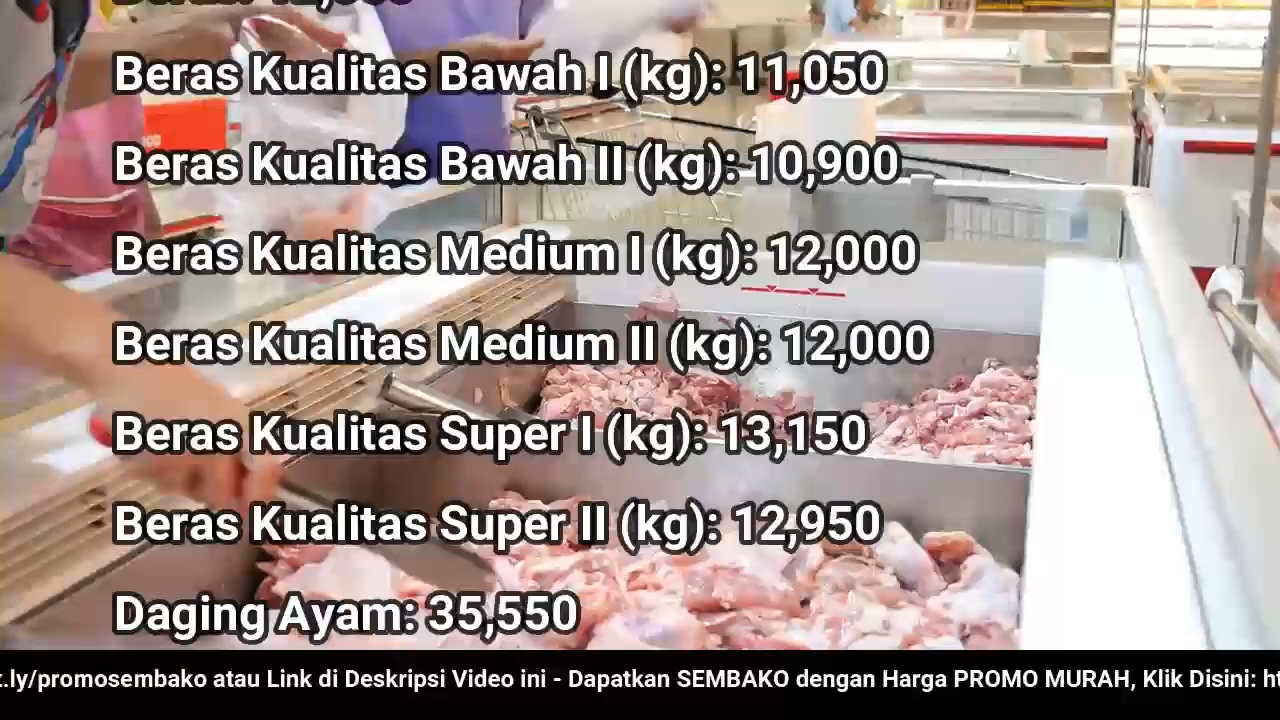 Beras Kualitas Bawah I (kg): 11,050
Beras Kualitas Bawah II (kg): 10,900
Beras Kualitas Medium I (kg): 12,000
Beras Kualitas Medium II (kg): 12,000
Beras Kualitas Super I (kg): 13,150
Beras Kualitas Super II (kg): 12,950
Daging Ayam: 35,550
.ly/promosembako atau Link di Deskripsi Video ini - Dapatkan SEMBAKO dengan Harga PROMO MURAH, Klik Disini: